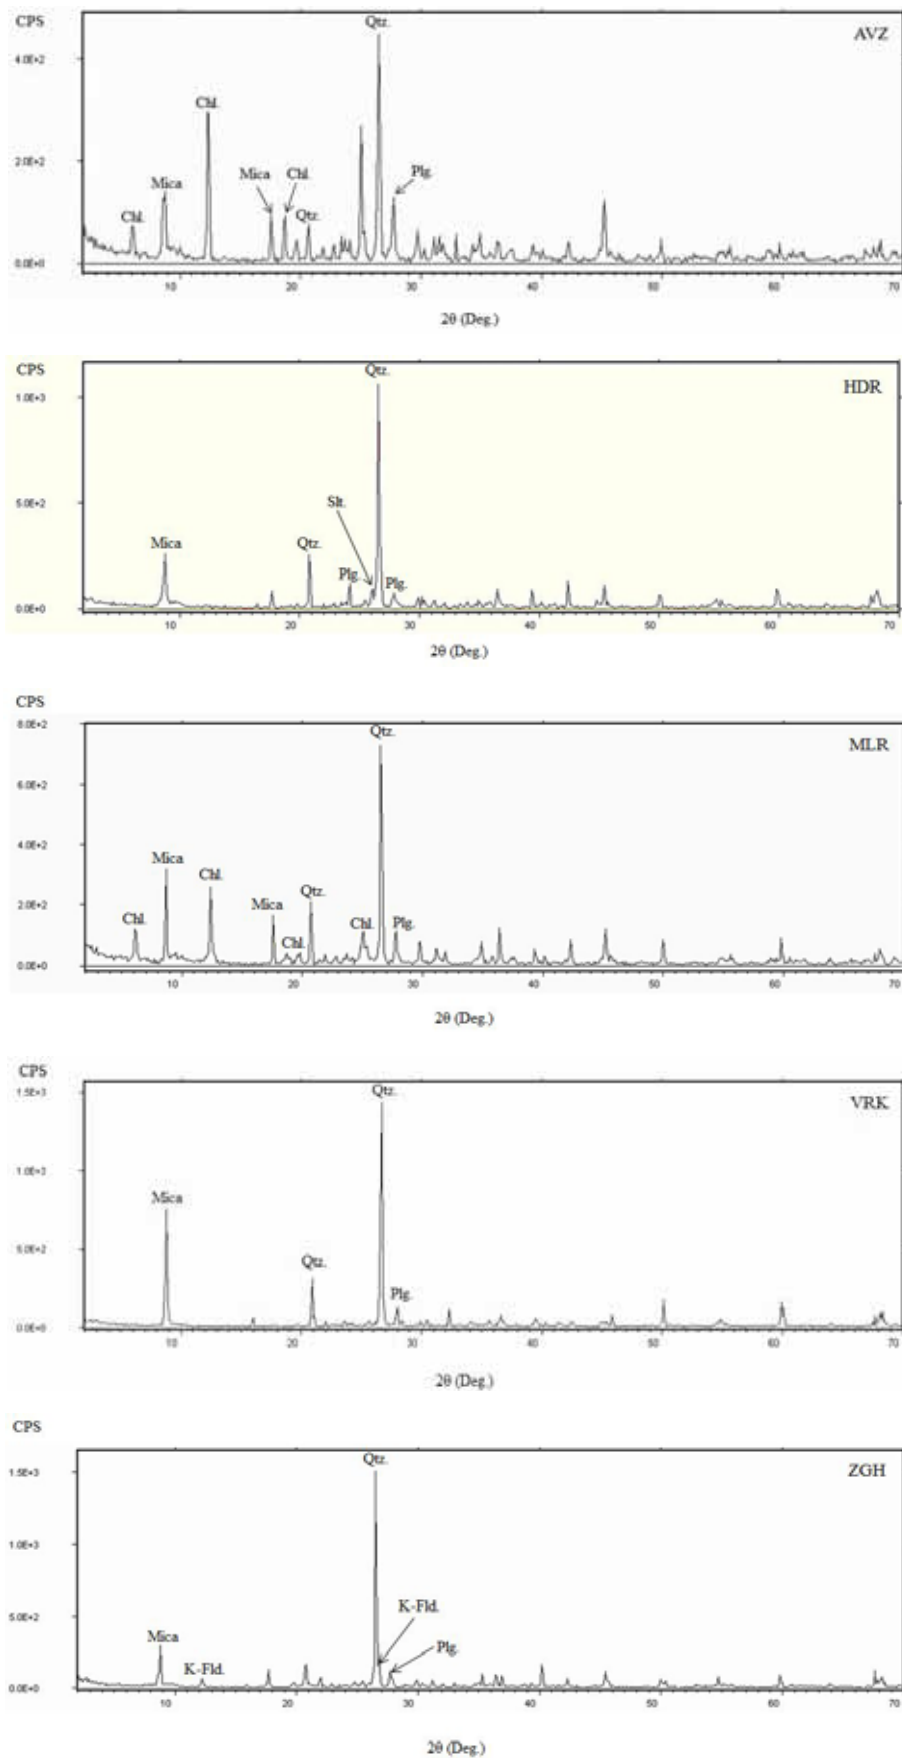 CPS
AVZ
Qtz.
4.0E+2
Chl.
2.0E+2
Mica
Mica
Chl.
Plg.
Chl.
Qtz.
0.0E+0
10 20 30 40 50 60 70
2θ (Deg.)
CPS
HDR
Qtz.
1.0E+3
5.0E+2
Slt.
Mica
Qtz.
Plg.
Plg.
0.0E+0
10 20 30 40 50 60 70
2θ (Deg.)
CPS
8.0E+2
MLR
Qtz.
6.0E+2
4.0E+2
Mica
Chl.
2.0E+2
Chl.
Mica
Qtz.
Chl.
Chl.
Plg.
0.0E+0
10 20 30 40 50 60 70
2θ (Deg.)
CPS
VRK
1.5E+3
Qtz.
1.0E+3
Mica
5.0E+2
Qtz.
Plg.
0.0E+0
10 20 30 40 50 60 70
2θ (Deg.)
CPS
ZGH
Qtz.
1.5E+3
1.0E+3
5.0E+2
K-Fld.
Mica
Plg.
K-Fld.
0.0E+0
10 20 30 40 50 60 70
2θ (Deg.)